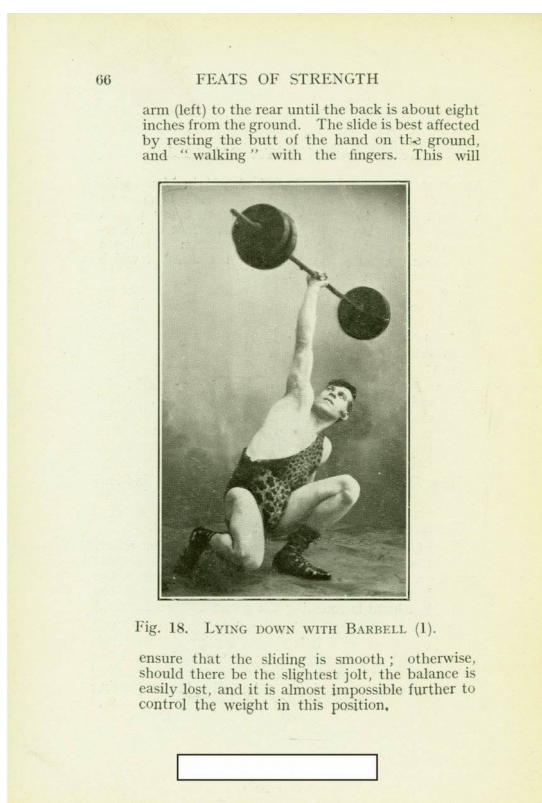 66
FEATS OF STRENGTH
arm (left) to the rear until the back is about eight
inches from the ground. The slide is best affected
by resting the butt of the hand on the ground,
and “walking” with the fingers. This will
Fig. 18. LYING DOWN WITH BARBELL (1).
ensure that the sliding is smooth; otherwise,
should there be the slightest jolt, the balance is
easily lost, and it is almost impossible further to
control the weight in this position.